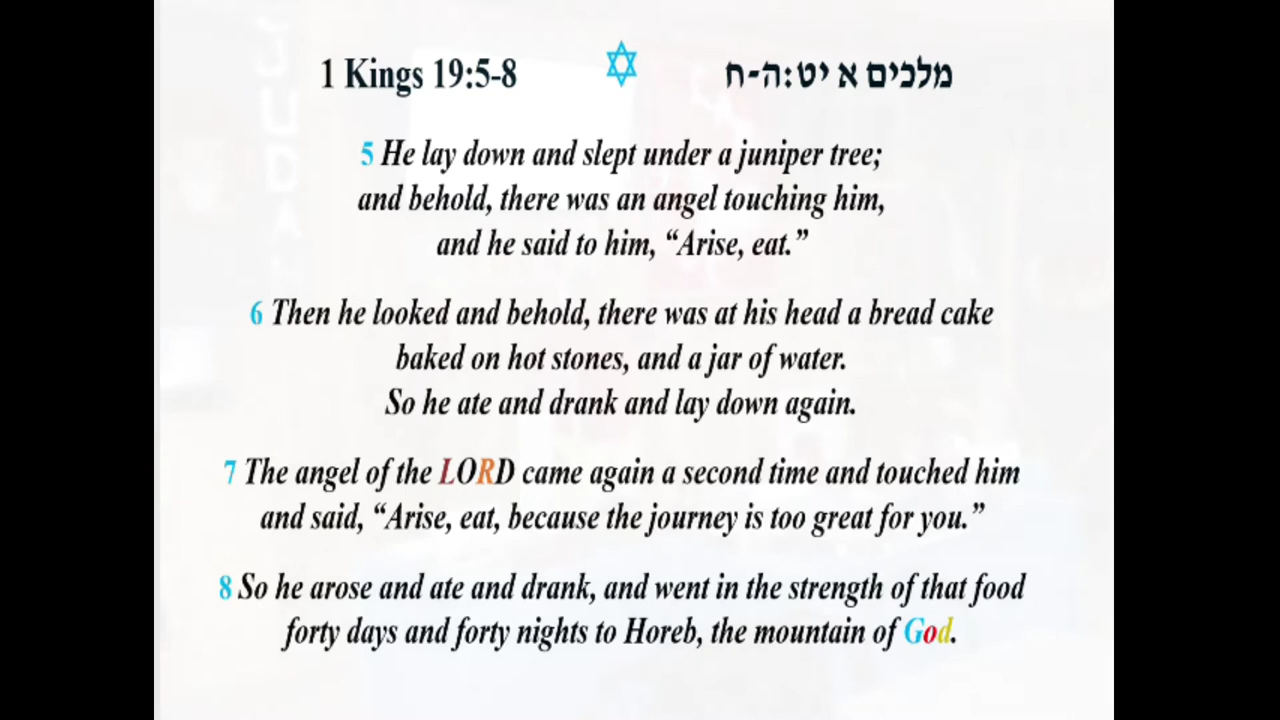 1 Kings 19:5-8
מלכים א יט:ה-ח
5 He lay down and slept under a juniper tree;
and behold, there was an angel touching him,
and he said to him, “Arise, eat.”
6 Then he looked and behold, there was at his head a bread cake
baked on hot stones, and a jar of water.
So he ate and drank and lay down again.
7 The angel of the LORD came again a second time and touched him
and said, “Arise, eat, because the journey is too great for you.”
8 So he arose and ate and drank, and went in the strength of that food
forty days and forty nights to Horeb, the mountain of God.